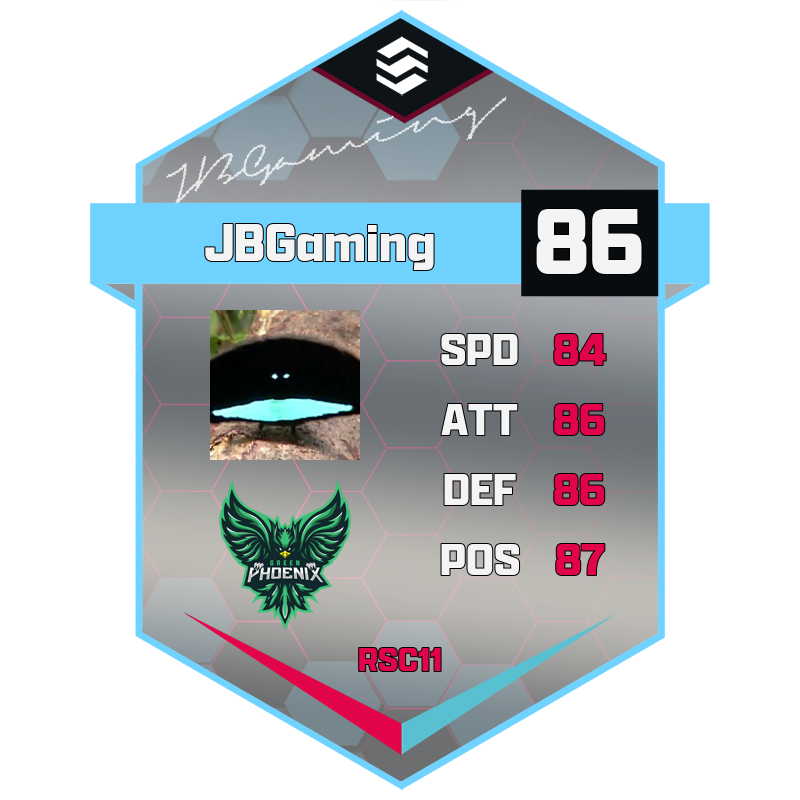 JBGaming
JBGaming 86
SPD 84
ATT 86
DEF 86
POS 87
GREEN
PHOENIX
RSC11